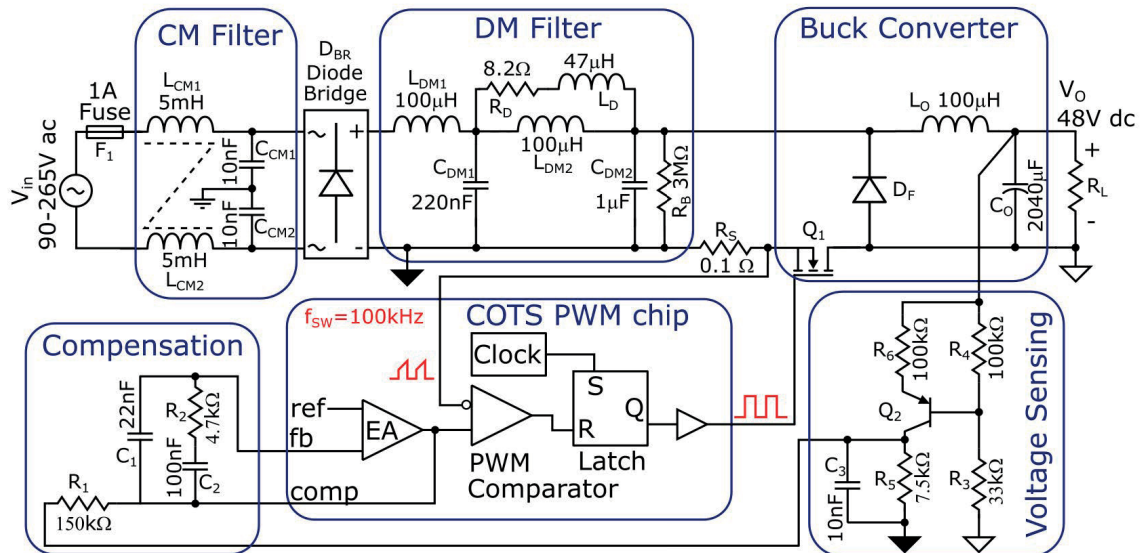 CM Filter
DM Filter
Buck Converter
1A
Fuse
F1
LCM1
5mH
DBR
Diode
Bridge
LDM1
100μH
8.2Ω
RD
47μH
LD
100μH
LDM2
LO 100μH
VO
48V dc
Vin
90-265V ac
10nF
CCM1
10nF
CCM2
5mH
LCM2
~
~
+
-
CDM1
220nF
CDM2
1μF
RB 3MΩ
RS
0.1 Ω
Q1
DF
CO
2040μF
RL
+
-
Compensation
22nF
C1
R2
4.7kΩ
100nF
C2
R1
150kΩ
fSW=100kHz
COTS PWM chip
Clock
ref
fb
EA
comp
PWM
Comparator
S
R
Q
Latch
Voltage Sensing
R6
100kΩ
R4
100kΩ
Q2
C3
10nF
R5
7.5kΩ
R3
33kΩ